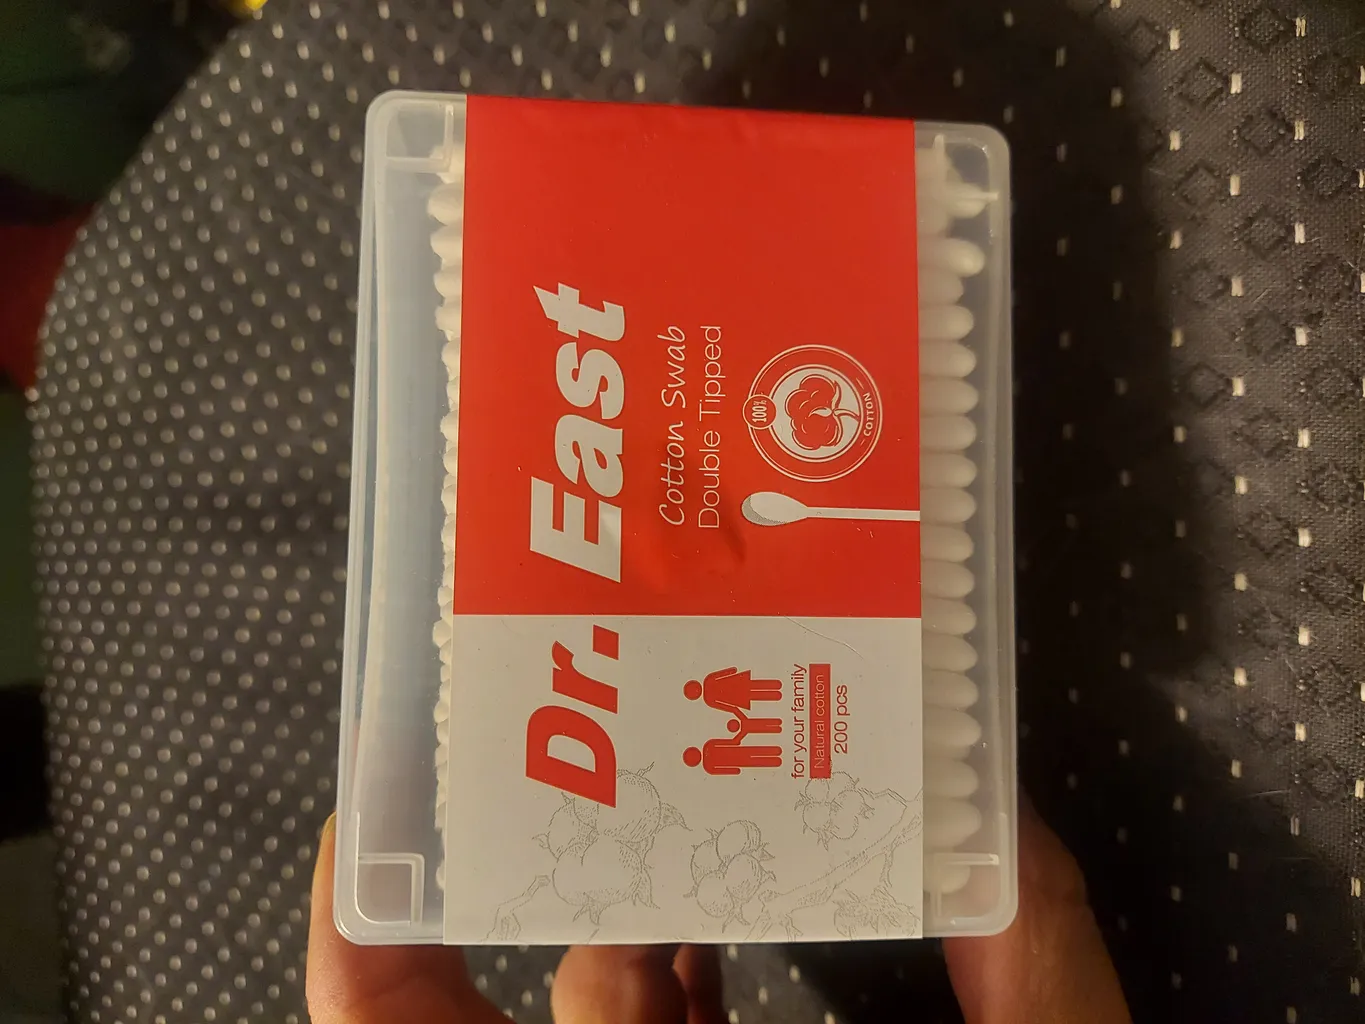 Dr. East
Cotton Swab
Double Tipped
100%
COTTON
for your family
Natural cotton
200 pcs